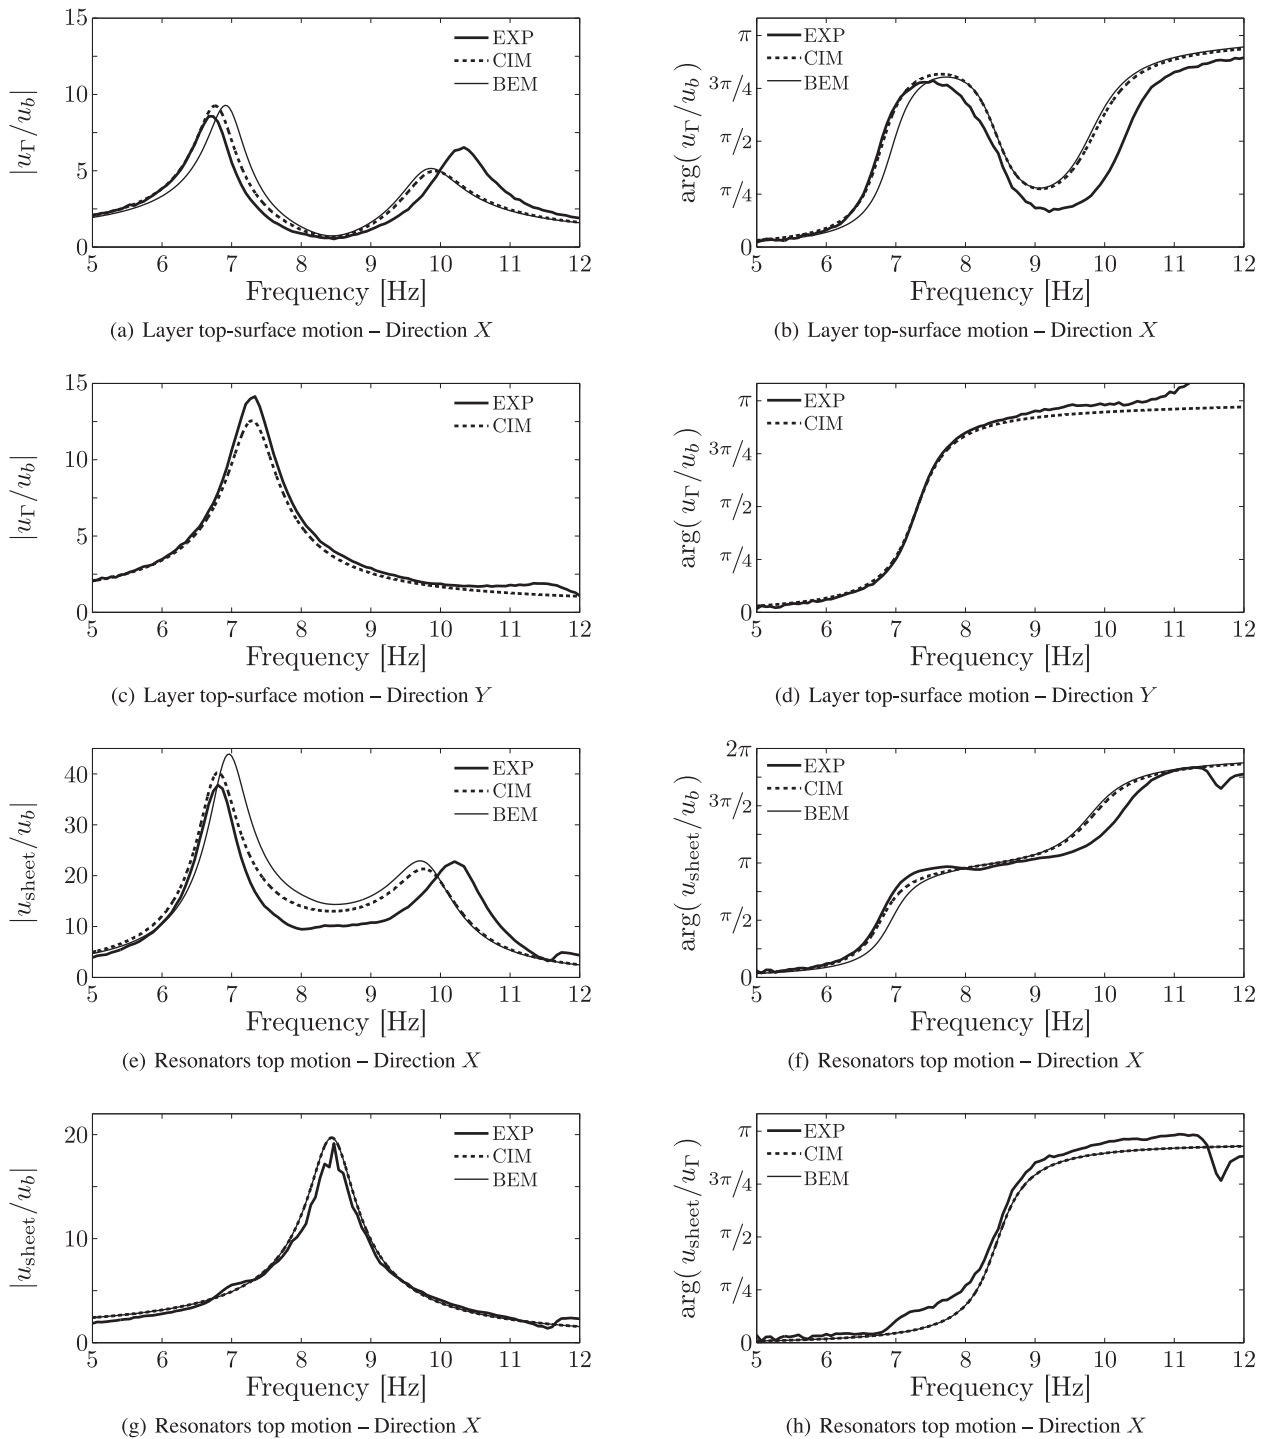 15
10
5
0
|u_Γ/u_b|
EXP
CIM
BEM
5 6 7 8 9 10 11 12
Frequency [Hz]
(a) Layer top-surface motion – Direction X
π
3π/4
π/2
π/4
0
arg( u_Γ/u_b)
EXP
CIM
BEM
5 6 7 8 9 10 11 12
Frequency [Hz]
(b) Layer top-surface motion – Direction X
15
10
5
0
|u_Γ/u_b|
EXP
CIM
5 6 7 8 9 10 11 12
Frequency [Hz]
(c) Layer top-surface motion – Direction Y
π
3π/4
π/2
π/4
0
arg( u_Γ/u_b)
EXP
CIM
5 6 7 8 9 10 11 12
Frequency [Hz]
(d) Layer top-surface motion – Direction Y
40
30
20
10
0
|u_sheet/u_b|
EXP
CIM
BEM
5 6 7 8 9 10 11 12
Frequency [Hz]
(e) Resonators top motion – Direction X
2π
3π/2
π
π/2
0
arg( u_sheet/u_b)
EXP
CIM
BEM
5 6 7 8 9 10 11 12
Frequency [Hz]
(f) Resonators top motion – Direction X
20
10
0
|u_sheet/u_b|
EXP
CIM
BEM
5 6 7 8 9 10 11 12
Frequency [Hz]
(g) Resonators top motion – Direction X
π
3π/4
π/2
π/4
0
arg( u_sheet/u_Γ)
EXP
CIM
BEM
5 6 7 8 9 10 11 12
Frequency [Hz]
(h) Resonators top motion – Direction X